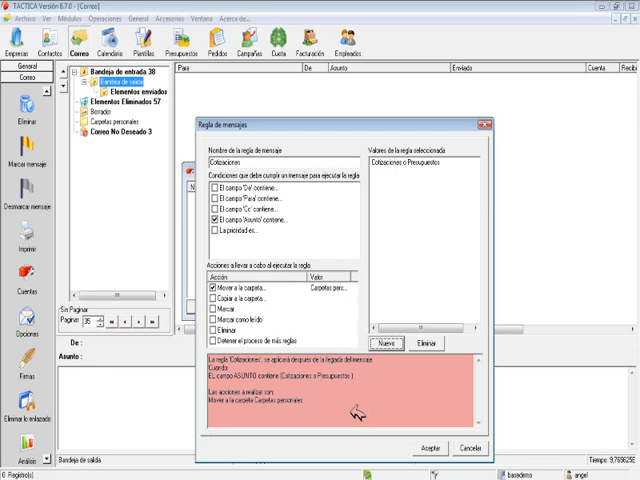 TACTICA Versión 6.7.0 - [Correo]
Archivo Ver Módulos Operaciones General Accesorios Ventana Acerca de...
Empresas Contactos Correo Calendario Plantillas Presupuestos Pedidos Campañas Cuota Facturación Empleados
General
Correo
Eliminar
Marcar mensaje
Desmarcar mensaje
Imprimir
Cuentas
Opciones
Firmas
Eliminar lo enlazado
Análisis
Bandeja de entrada 38
Bandeja de salida
Elementos enviados
Elementos Eliminados 57
Borrador
Carpetas personales
Correo No Deseado 3
Sin Paginar
Paginar 35
Para De Asunto Enviado Cuenta Recibi
De :
Asunto :
Regla de mensajes
Nombre de la regla de mensaje
Cotizaciones
Condiciones que debe cumplir un mensaje para ejecutar la regla
El campo 'De' contiene...
El campo 'Para' contiene...
El campo 'Cc' contiene...
El campo 'Asunto' contiene...
La prioridad es...
Acciones a llevar a cabo al ejecutar la regla
Acción Valor
Mover a la carpeta... Carpetas pers...
Copiar a la carpeta...
Marcar
Marcar como leído
Eliminar
Detener el proceso de más reglas
Valores de la regla seleccionada
Cotizaciones o Presupuestos
Nuevo Eliminar
La regla 'Cotizaciones', se aplicará después de la llegada del mensaje
Cuando:
EL campo ASUNTO contiene (Cotizaciones o Presupuestos )
Las acciones a realizar son:
Mover a la carpeta Carpetas personales
Aceptar Cancelar
Bandeja de salida
Tiempo: 9,765625E
0 Registro(s) basedemo angel